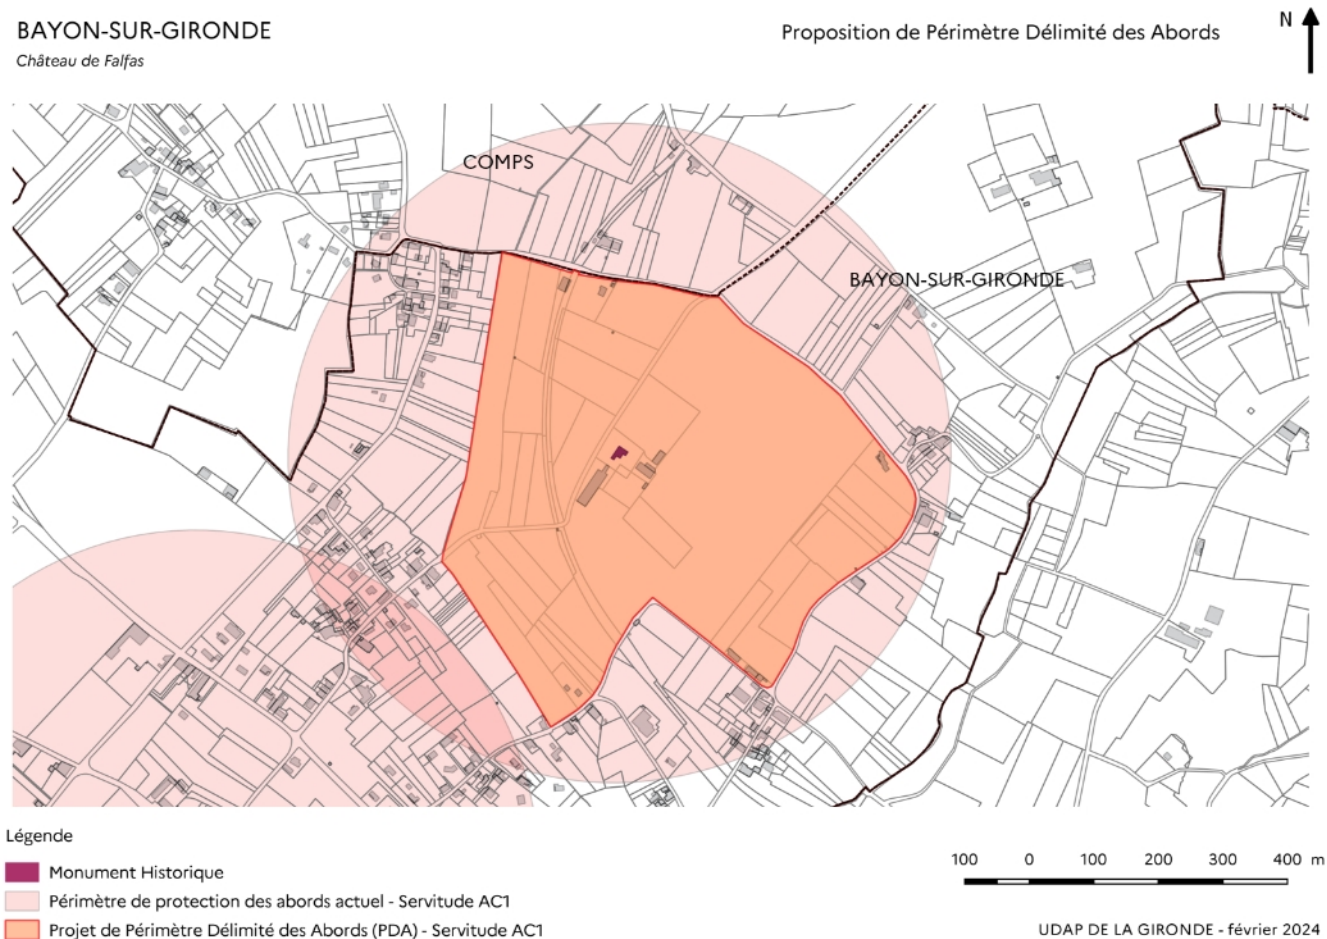 BAYON-SUR-GIRONDE
Château de Falfas
Proposition de Périmètre Délimité des Abords
N
COMPS
BAYON-SUR-GIRONDE
Légende
Monument Historique
Périmètre de protection des abords actuel - Servitude AC1
Projet de Périmètre Délimité des Abords (PDA) - Servitude AC1
100 0 100 200 300 400 m
UDAP DE LA GIRONDE - février 2024